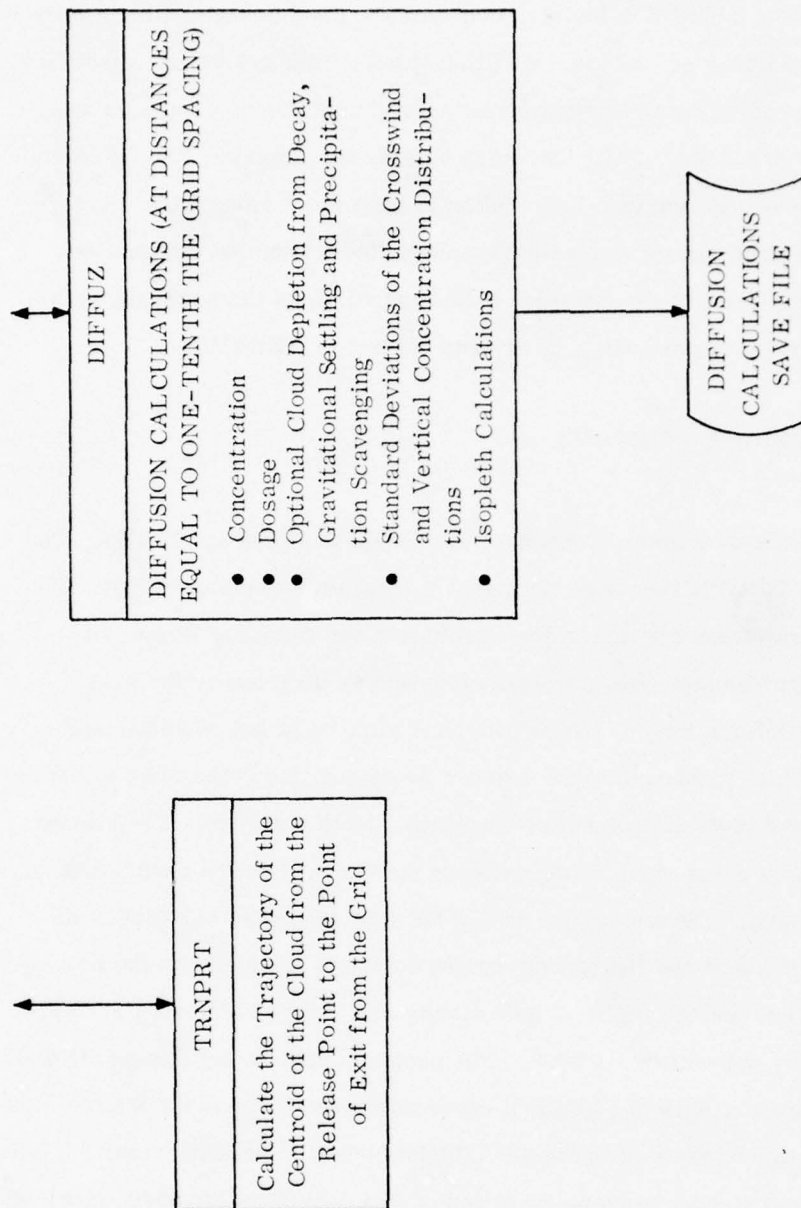 TRNPRT
Calculate the Trajectory of the
Centroid of the Cloud from the
Release Point to the Point
of Exit from the Grid
DIFFUZ
DIFFUSION CALCULATIONS (AT DISTANCES
EQUAL TO ONE-TENTH THE GRID SPACING)
● Concentration
● Dosage
● Optional Cloud Depletion from Decay,
Gravitational Settling and Precipita-
tion Scavenging
● Standard Deviations of the Crosswind
and Vertical Concentration Distribu-
tions
● Isopleth Calculations
DIFFUSION
CALCULATIONS
SAVE FILE